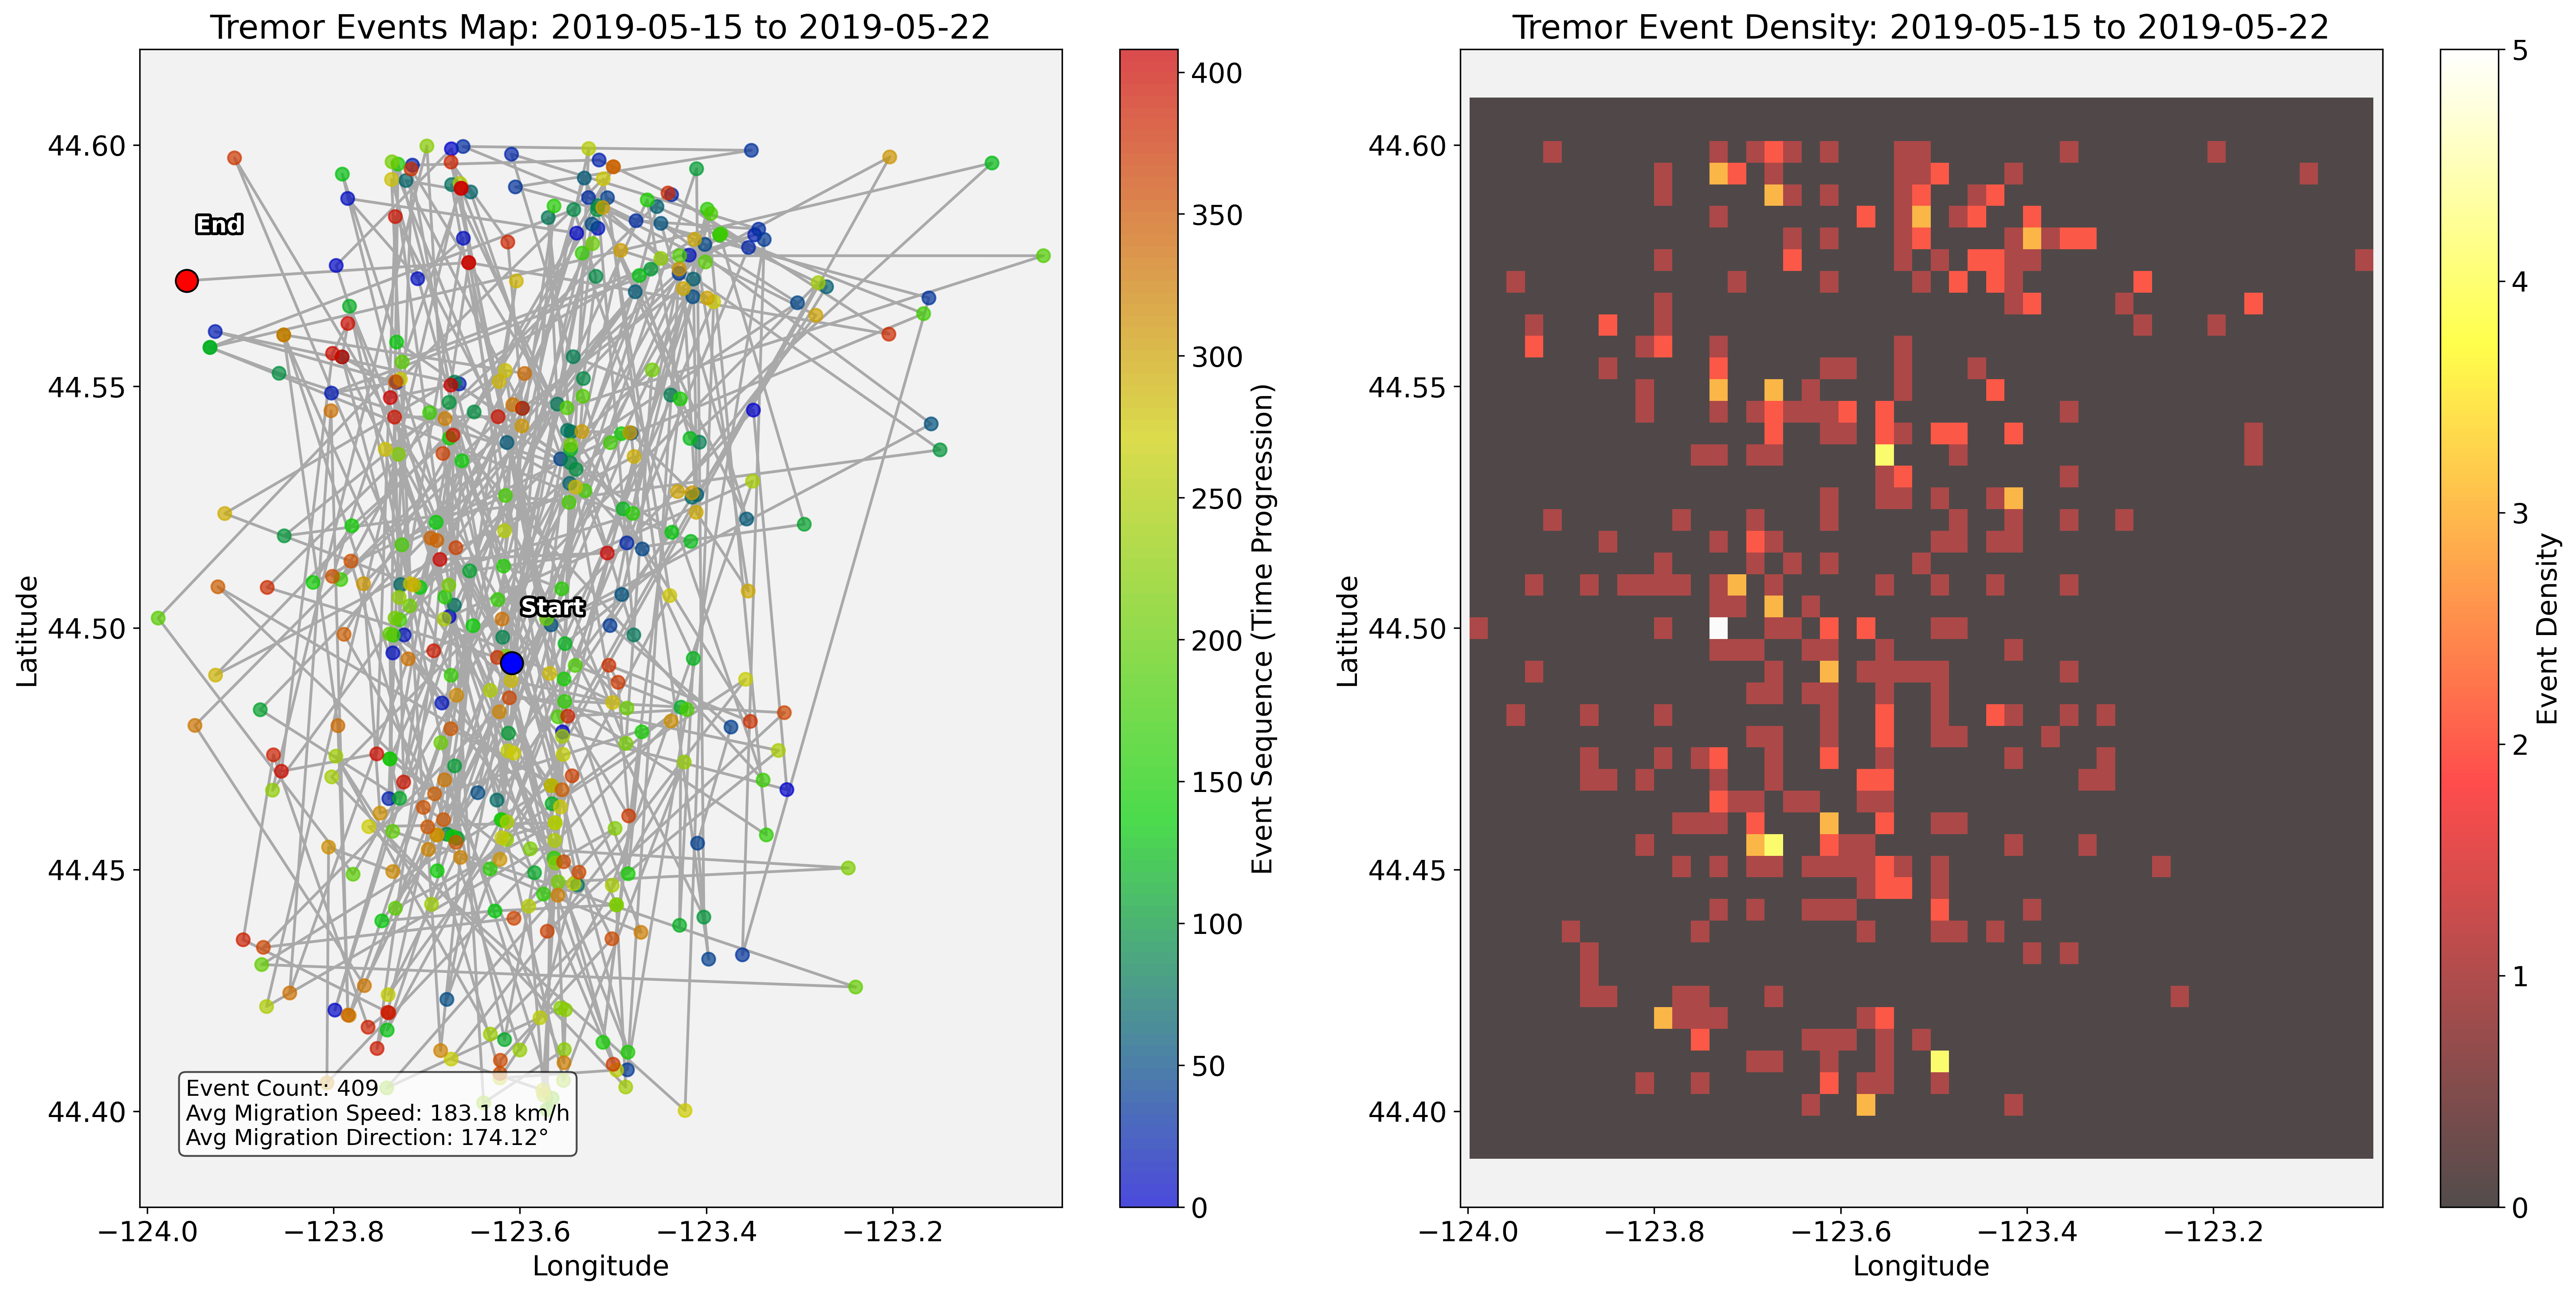 Tremor Events Map: 2019-05-15 to 2019-05-22
44.60
44.55
44.50
44.45
44.40
Latitude
−124.0
−123.8
−123.6
−123.4
−123.2
Longitude
End
Start
Event Count: 409
Avg Migration Speed: 183.18 km/h
Avg Migration Direction: 174.12°
400
350
300
250
200
150
100
50
0
Event Sequence (Time Progression)
Tremor Event Density: 2019-05-15 to 2019-05-22
44.60
44.55
44.50
44.45
44.40
Latitude
−124.0
−123.8
−123.6
−123.4
−123.2
Longitude
5
4
3
2
1
0
Event Density